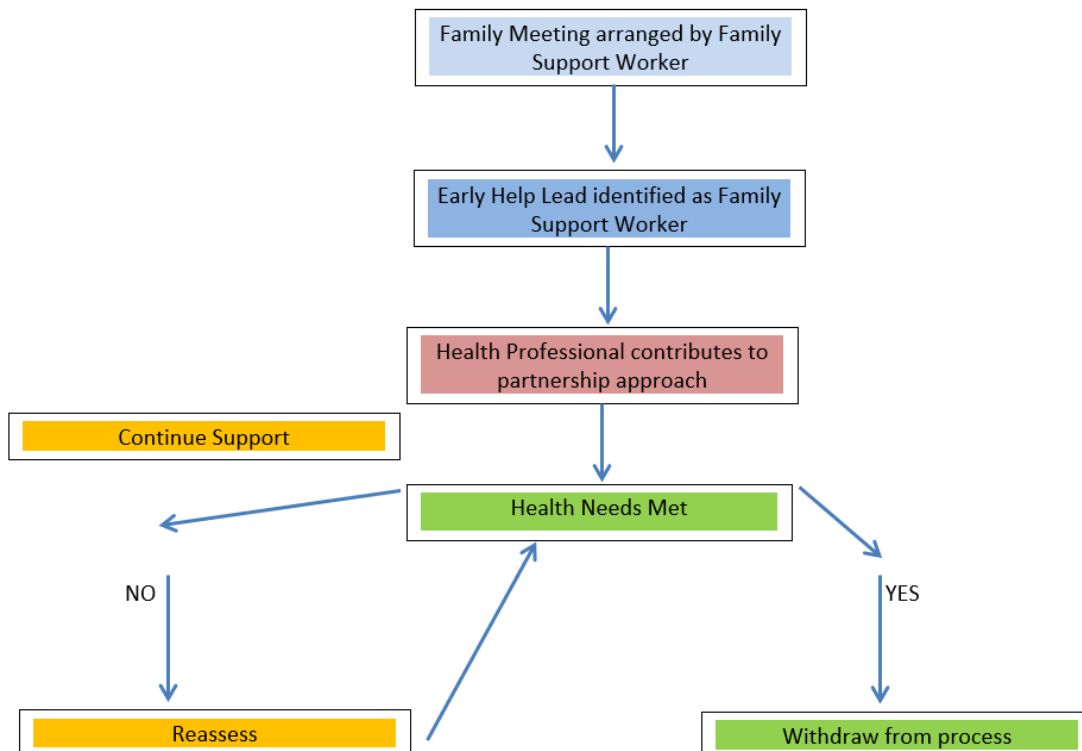 Family Meeting arranged by Family
Support Worker
Early Help Lead identified as Family
Support Worker
Health Professional contributes to
partnership approach
Continue Support
Health Needs Met
NO
YES
Reassess
Withdraw from process